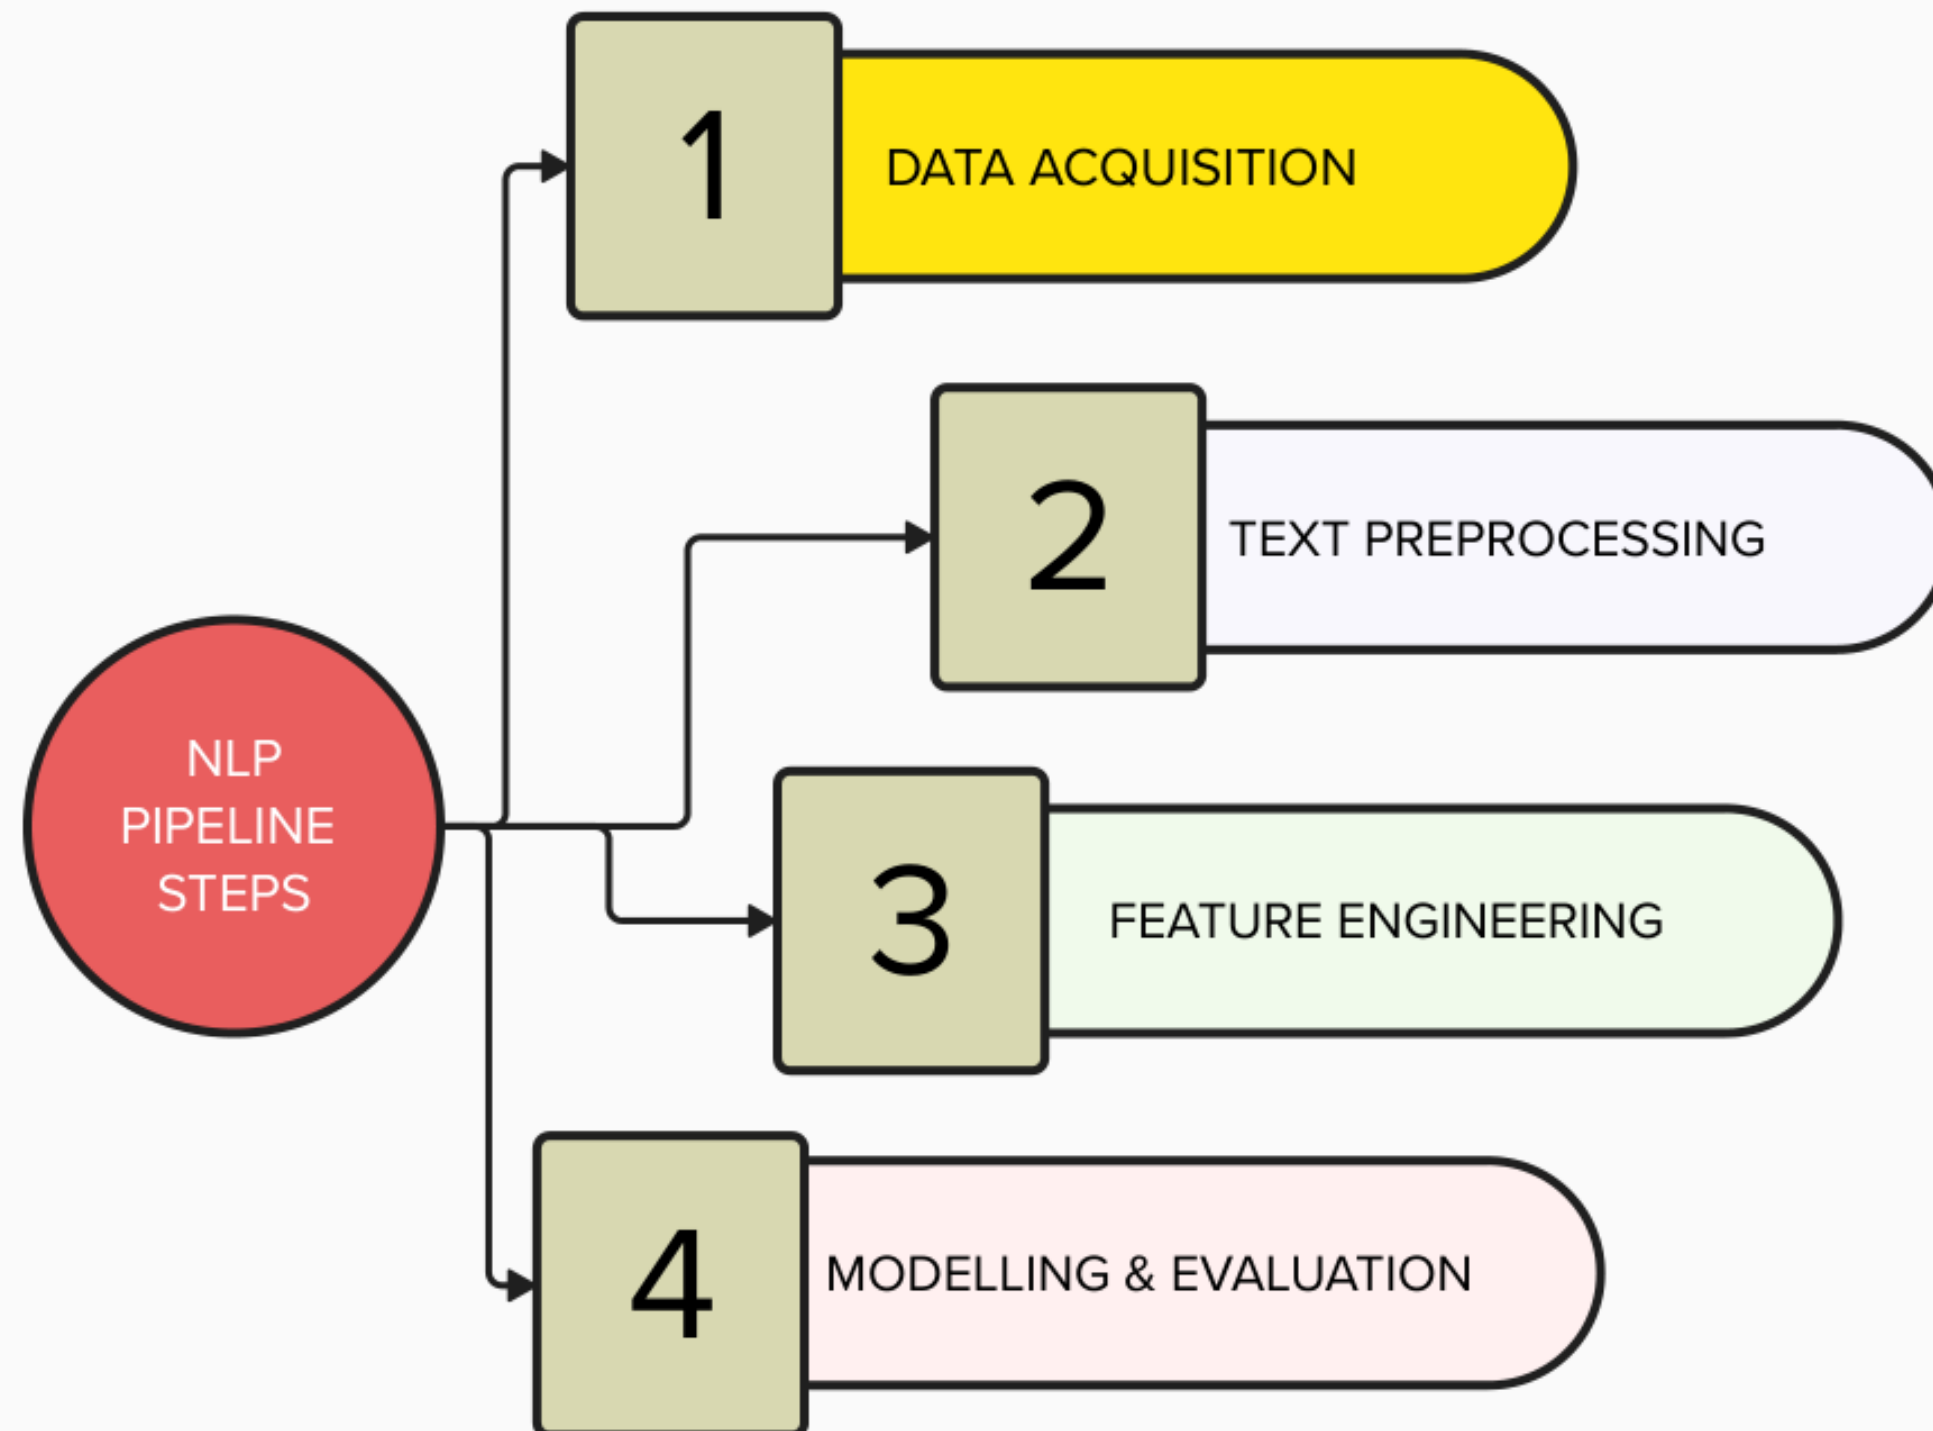 1
DATA ACQUISITION
2
TEXT PREPROCESSING
NLP
PIPELINE
STEPS
3
FEATURE ENGINEERING
4
MODELLING & EVALUATION